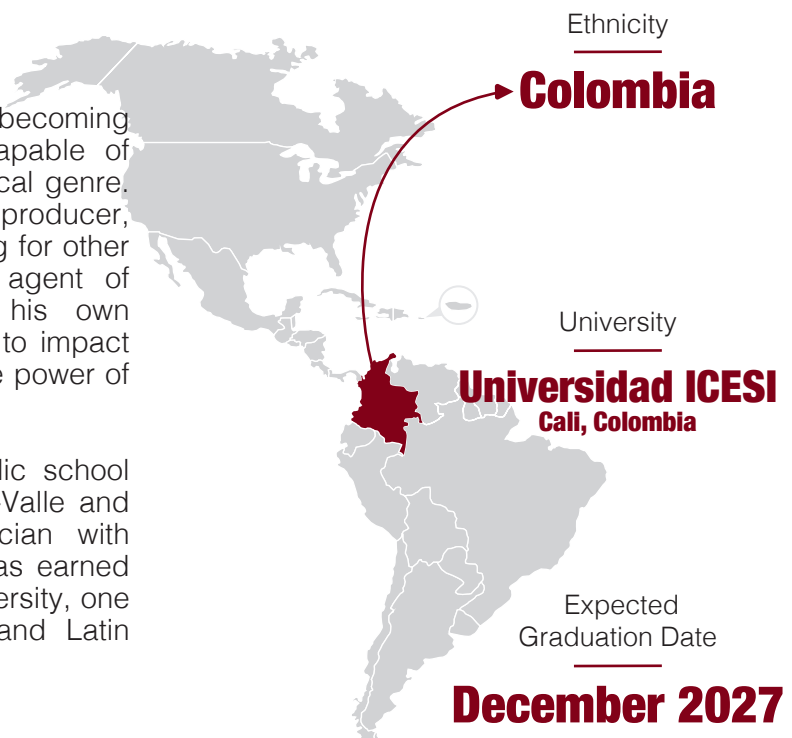 becoming
apable of
cal genre.
producer,
g for other
agent of
his own
to impact
e power of
lic school
Valle and
cian with
as earned
ersity, one
and Latin
Ethnicity
Colombia
University
Universidad ICESI
Cali, Colombia
Expected
Graduation Date
December 2027